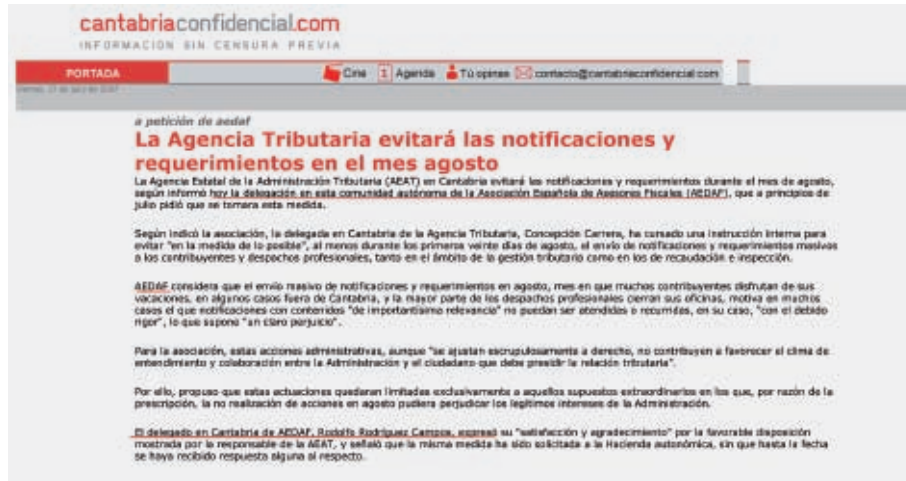 cantabriaconfidencial.com
INFORMACIÓN SIN CENSURA PREVIA
PORTADA Cine Agenda Tú opinas contacto@cantabriaconfidencial.com
a petición de aedaf
La Agencia Tributaria evitará las notificaciones y
requerimientos en el mes agosto
La Agencia Estatal de la Administración Tributaria (AEAT) en Cantabria evitará las notificaciones y requerimientos durante el mes de agosto,
según informó hoy la delegación en esta comunidad autónoma de la Asociación Española de Asesores Fiscales (AEDAF), que a principios de
julio pidió que se tomara esta medida.
Según indicó la asociación, la delegada en Cantabria de la Agencia Tributaria, Concepción Carrera, ha cursado una instrucción interna para
evitar "en la medida de lo posible", al menos durante los primeros veinte días de agosto, el envío de notificaciones y requerimientos masivos
a los contribuyentes y despachos profesionales, tanto en el ámbito de la gestión tributaria como en los de recaudación e inspección.
AEDAF considera que el envío masivo de notificaciones y requerimientos en agosto, mes en que muchos contribuyentes disfrutan de sus
vacaciones, en algunos casos fuera de Cantabria, y la mayor parte de los despachos profesionales cierran sus oficinas, motiva en muchos
casos el que notificaciones con contenidos "de importantísima relevancia" no puedan ser atendidas o recurridas, en su caso, "con el debido
rigor", lo que supone "un claro perjuicio".
Para la asociación, estas acciones administrativas, aunque "se ajustan escrupulosamente a derecho, no contribuyen a favorecer el clima de
entendimiento y colaboración entre la Administración y el ciudadano que debe presidir la relación tributaria".
Por ello, propuso que estas actuaciones quedaran limitadas exclusivamente a aquellos supuestos extraordinarios en los que, por razón de la
prescripción, la no realización de acciones en agosto pudiera perjudicar los legítimos intereses de la Administración.
El delegado en Cantabria de AEDAF, Rodolfo Rodríguez Campos, expresó su "satisfacción y agradecimiento" por la favorable disposición
mostrada por la responsable de la AEAT, y señaló que la misma medida ha sido solicitada a la Hacienda autonómica, sin que hasta la fecha
se haya recibido respuesta alguna al respecto.